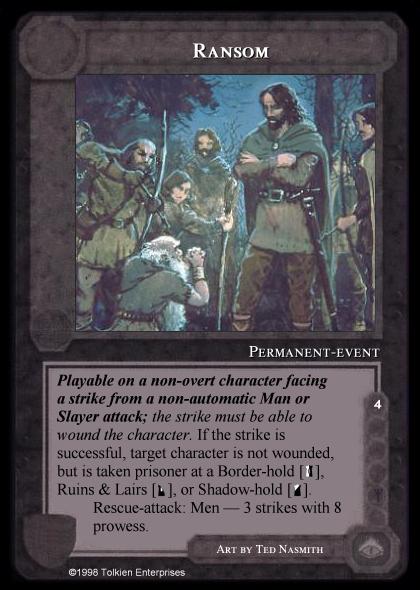 Ransom
Permanent-event
Playable on a non-overt character facing
a strike from a non-automatic Man or
Slayer attack; the strike must be able to
wound the character. If the strike is
successful, target character is not wounded,
but is taken prisoner at a Border-hold [],
Ruins & Lairs [], or Shadow-hold [].
Rescue-attack: Men — 3 strikes with 8
prowess.
4
Art by Ted Nasmith
©1998 Tolkien Enterprises